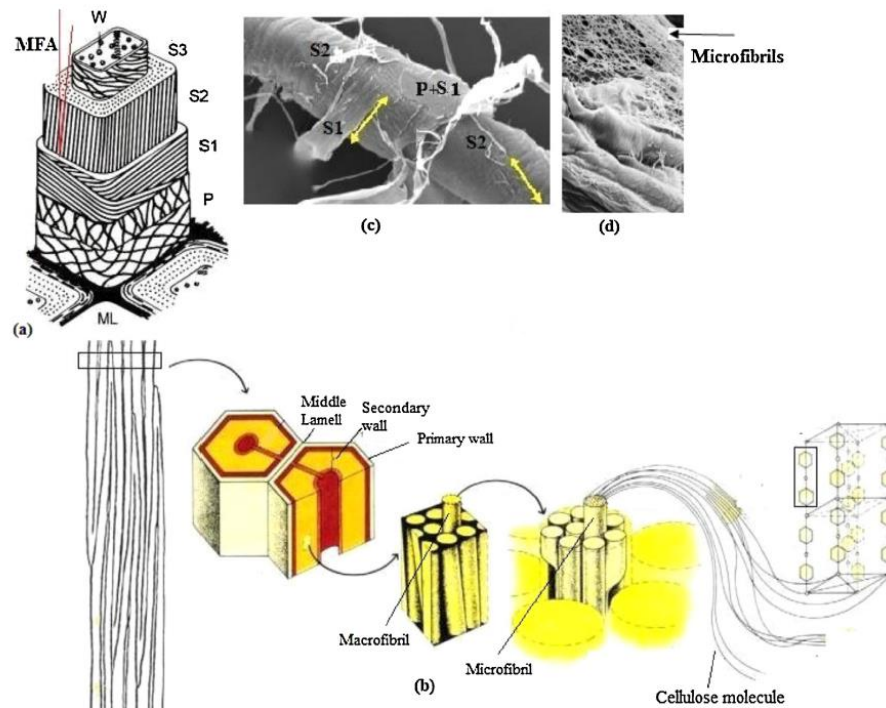 W
MFA
S3
S2
S1
P
ML
(a)
S2
P+S1
S1
S2
(c)
Microfibrils
(d)
Middle
Lamell
Secondary
wall
Primary wall
Macrofibril
Microfibril
(b)
Cellulose molecule